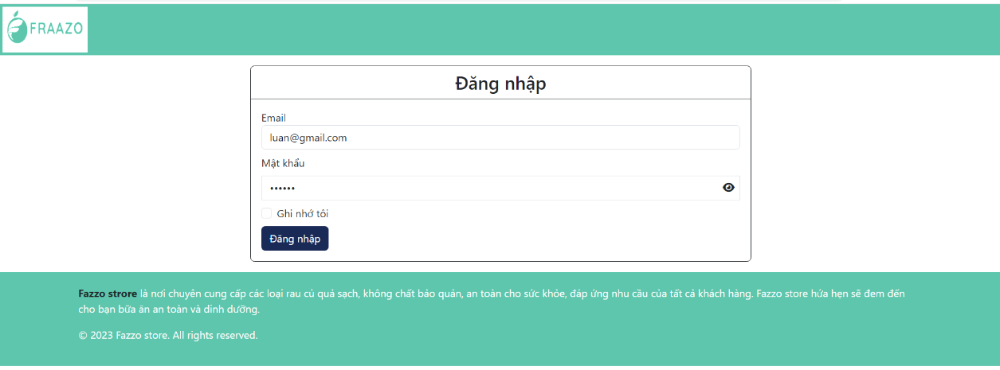 FRAAZO
Đăng nhập
Email
luan@gmail.com
Mật khẩu
••••••
Ghi nhớ tôi
Đăng nhập
Fazzo strore là nơi chuyên cung cấp các loại rau củ quả sạch, không chất bảo quản, an toàn cho sức khỏe, đáp ứng nhu cầu của tất cả khách hàng. Fazzo store hứa hẹn sẽ đem đến
cho bạn bữa ăn an toàn và dinh dưỡng.
© 2023 Fazzo store. All rights reserved.